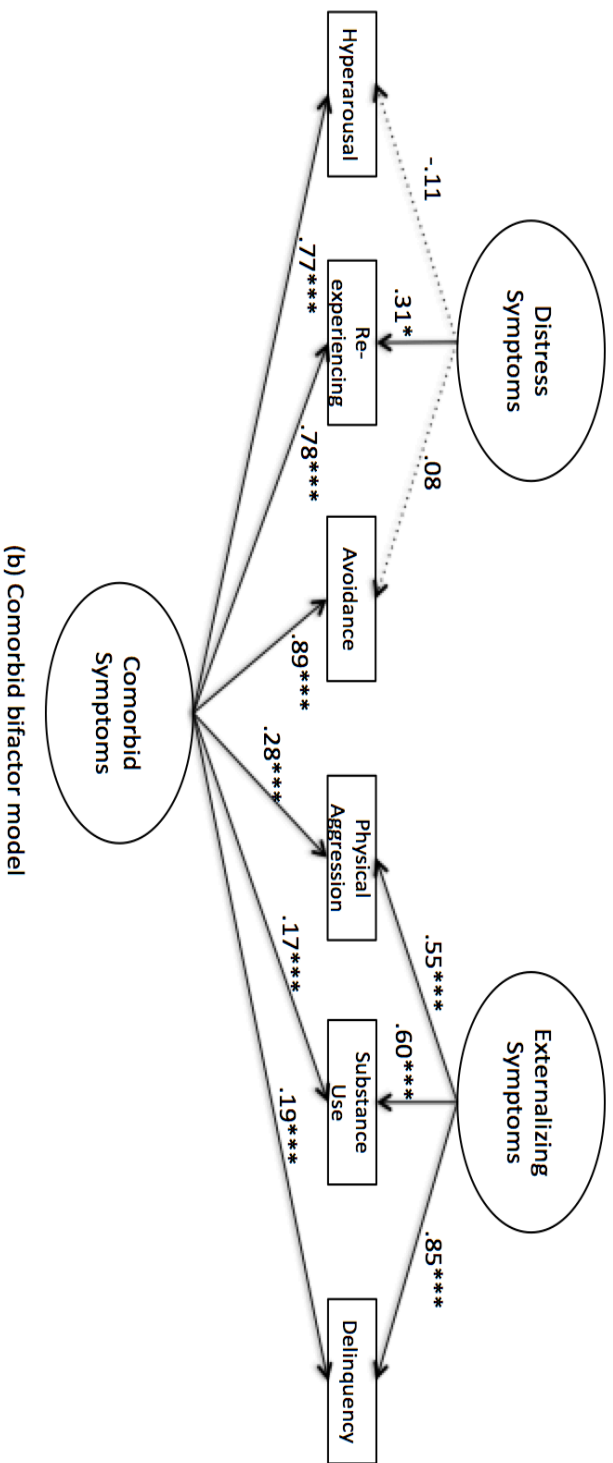 Distress
Symptoms
Externalizing
Symptoms
-.11
.31*
.08
.55***
.60***
.85***
Hyperarousal
Re-
experiencing
Avoidance
Physical
Aggression
Substance
Use
Delinquency
.77***
.78***
.89***
.28***
.17***
.19***
Comorbid
Symptoms
(b) Comorbid bifactor model